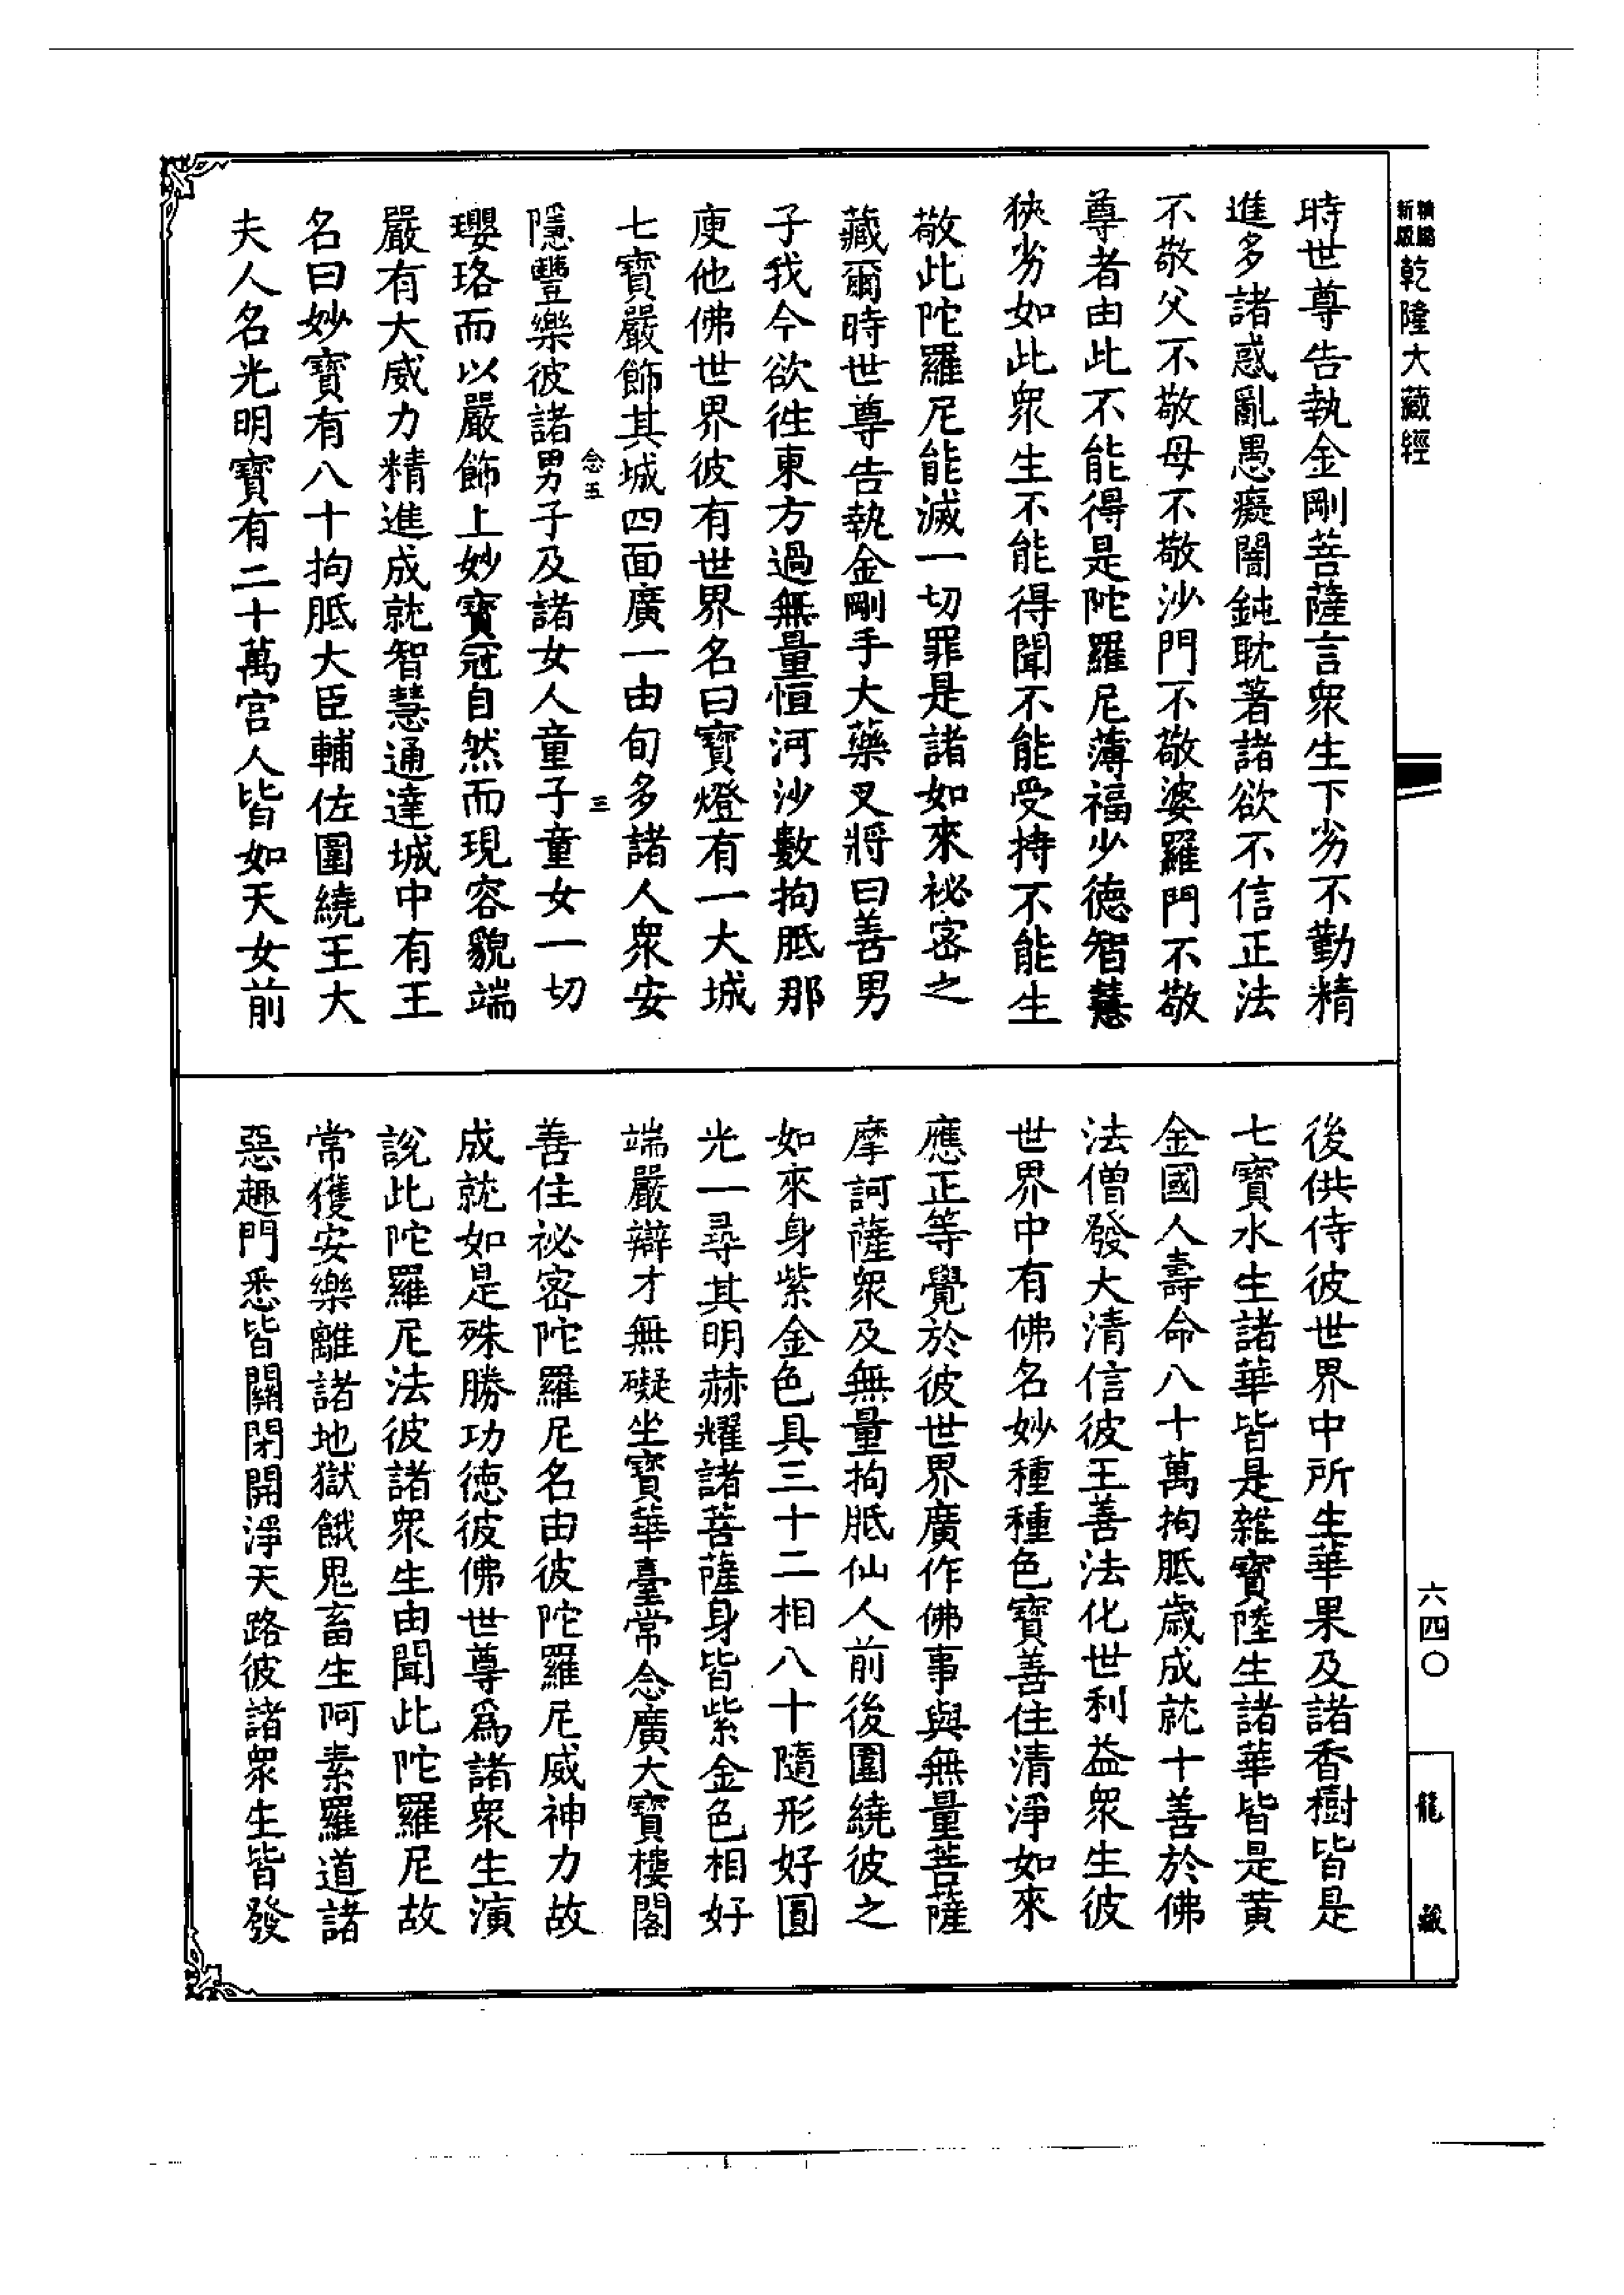 新版
精縮
乾隆大藏經
時世尊告執金剛菩薩言衆生下劣不勤精
進多諸惑亂愚癡闇鈍耽著諸欲不信正法
不敬父不敬母不敬沙門不敬婆羅門不敬
尊者由此不能得是陀羅尼薄福少德智慧
狹劣如此衆生不能得聞不能受持不能生
敬此陀羅尼能滅一切罪是諸如來祕密之
藏爾時世尊告執金剛手大藥叉將曰善男
子我今欲往東方過無量恒河沙數拘胝那
庾他佛世界彼有世界名曰寶燈有一大城
七寶嚴飾其城四面廣一由旬多諸人衆安
念五
三
隱豐樂彼諸男子及諸女人童子童女一切
瓔珞而以嚴飾上妙寶冠自然而現容貌端
嚴有大威力精進成就智慧通達城中有王
名曰妙寶有八十拘胝大臣輔佐圍繞王大
夫人名光明寶有二十萬宮人皆如天女前
後供侍彼世界中所生華果及諸香樹皆是
七寶水生諸華皆是雜寶陸生諸華皆是黃
金國人壽命八十萬拘胝歲成就十善於佛
法僧發大清信彼王善法化世利益衆生彼
世界中有佛名妙種種色寶善住清淨如來
應正等覺於彼世界廣作佛事與無量菩薩
摩訶薩衆及無量拘胝仙人前後圍繞彼之
如來身紫金色具三十二相八十隨形好圓
光一尋其明赫耀諸菩薩身皆紫金色相好
端嚴辯才無礙坐寶華臺常念廣大寶樓閣
善住祕密陀羅尼名由彼陀羅尼威神力故
成就如是殊勝功德彼佛世尊爲諸衆生演
說此陀羅尼法彼諸衆生由聞此陀羅尼故
常獲安樂離諸地獄餓鬼畜生阿素羅道諸
惡趣門悉皆關閉開淨天路彼諸衆生皆發
六四〇
龍藏